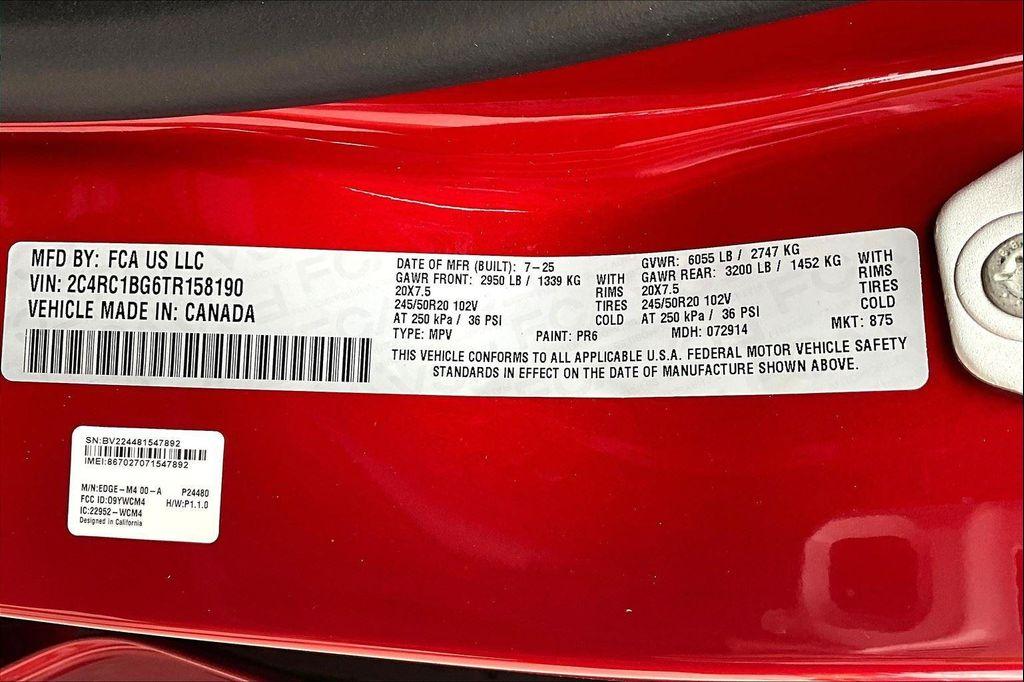 MFD BY: FCA US LLC
VIN: 2C4RC1BG6TR158190
VEHICLE MADE IN: CANADA
DATE OF MFR (BUILT): 7-25
GAWR FRONT: 2950 LB / 1339 KG WITH
20X7.5 RIMS
245/50R20 102V TIRES
AT 250 kPa / 36 PSI COLD
TYPE: MPV PAINT: PR6
GVWR: 6055 LB / 2747 KG
GAWR REAR: 3200 LB / 1452 KG WITH
20X7.5 RIMS
245/50R20 102V TIRES
AT 250 kPa / 36 PSI COLD
MDH: 072914 MKT: 875
THIS VEHICLE CONFORMS TO ALL APPLICABLE U.S.A. FEDERAL MOTOR VEHICLE SAFETY
STANDARDS IN EFFECT ON THE DATE OF MANUFACTURE SHOWN ABOVE.
SN:BV224481547892
IMEI:867027071547892
M/N:EDGE-M4 00-A P24480
FCC ID:O9YWCM4 H/W:P1.1.0
IC:22952-WCM4
Designed in California